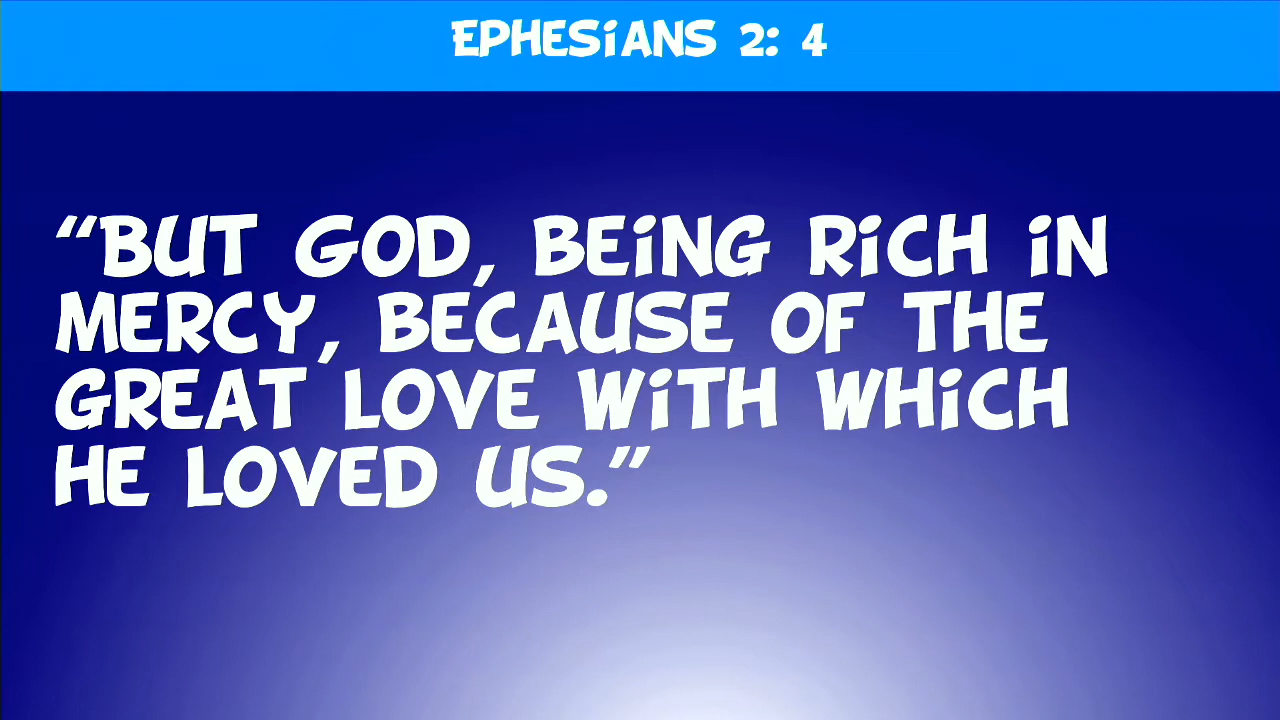 EPHESiANS 2: 4
“BUT GOD, BEiNG RiCH iN
MERCY, BECAUSE OF THE
GREAT LOVE WiTH WHiCH
HE LOVED US.”